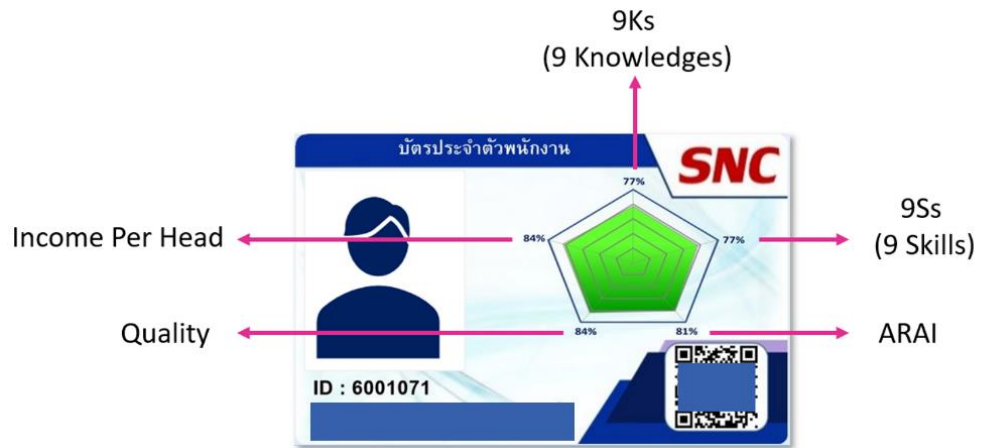 9Ks
(9 Knowledges)
บัตรประจำตัวพนักงาน
SNC
77%
Income Per Head
84%
77%
9Ss
(9 Skills)
Quality
84%
81%
ARAI
ID : 6001071